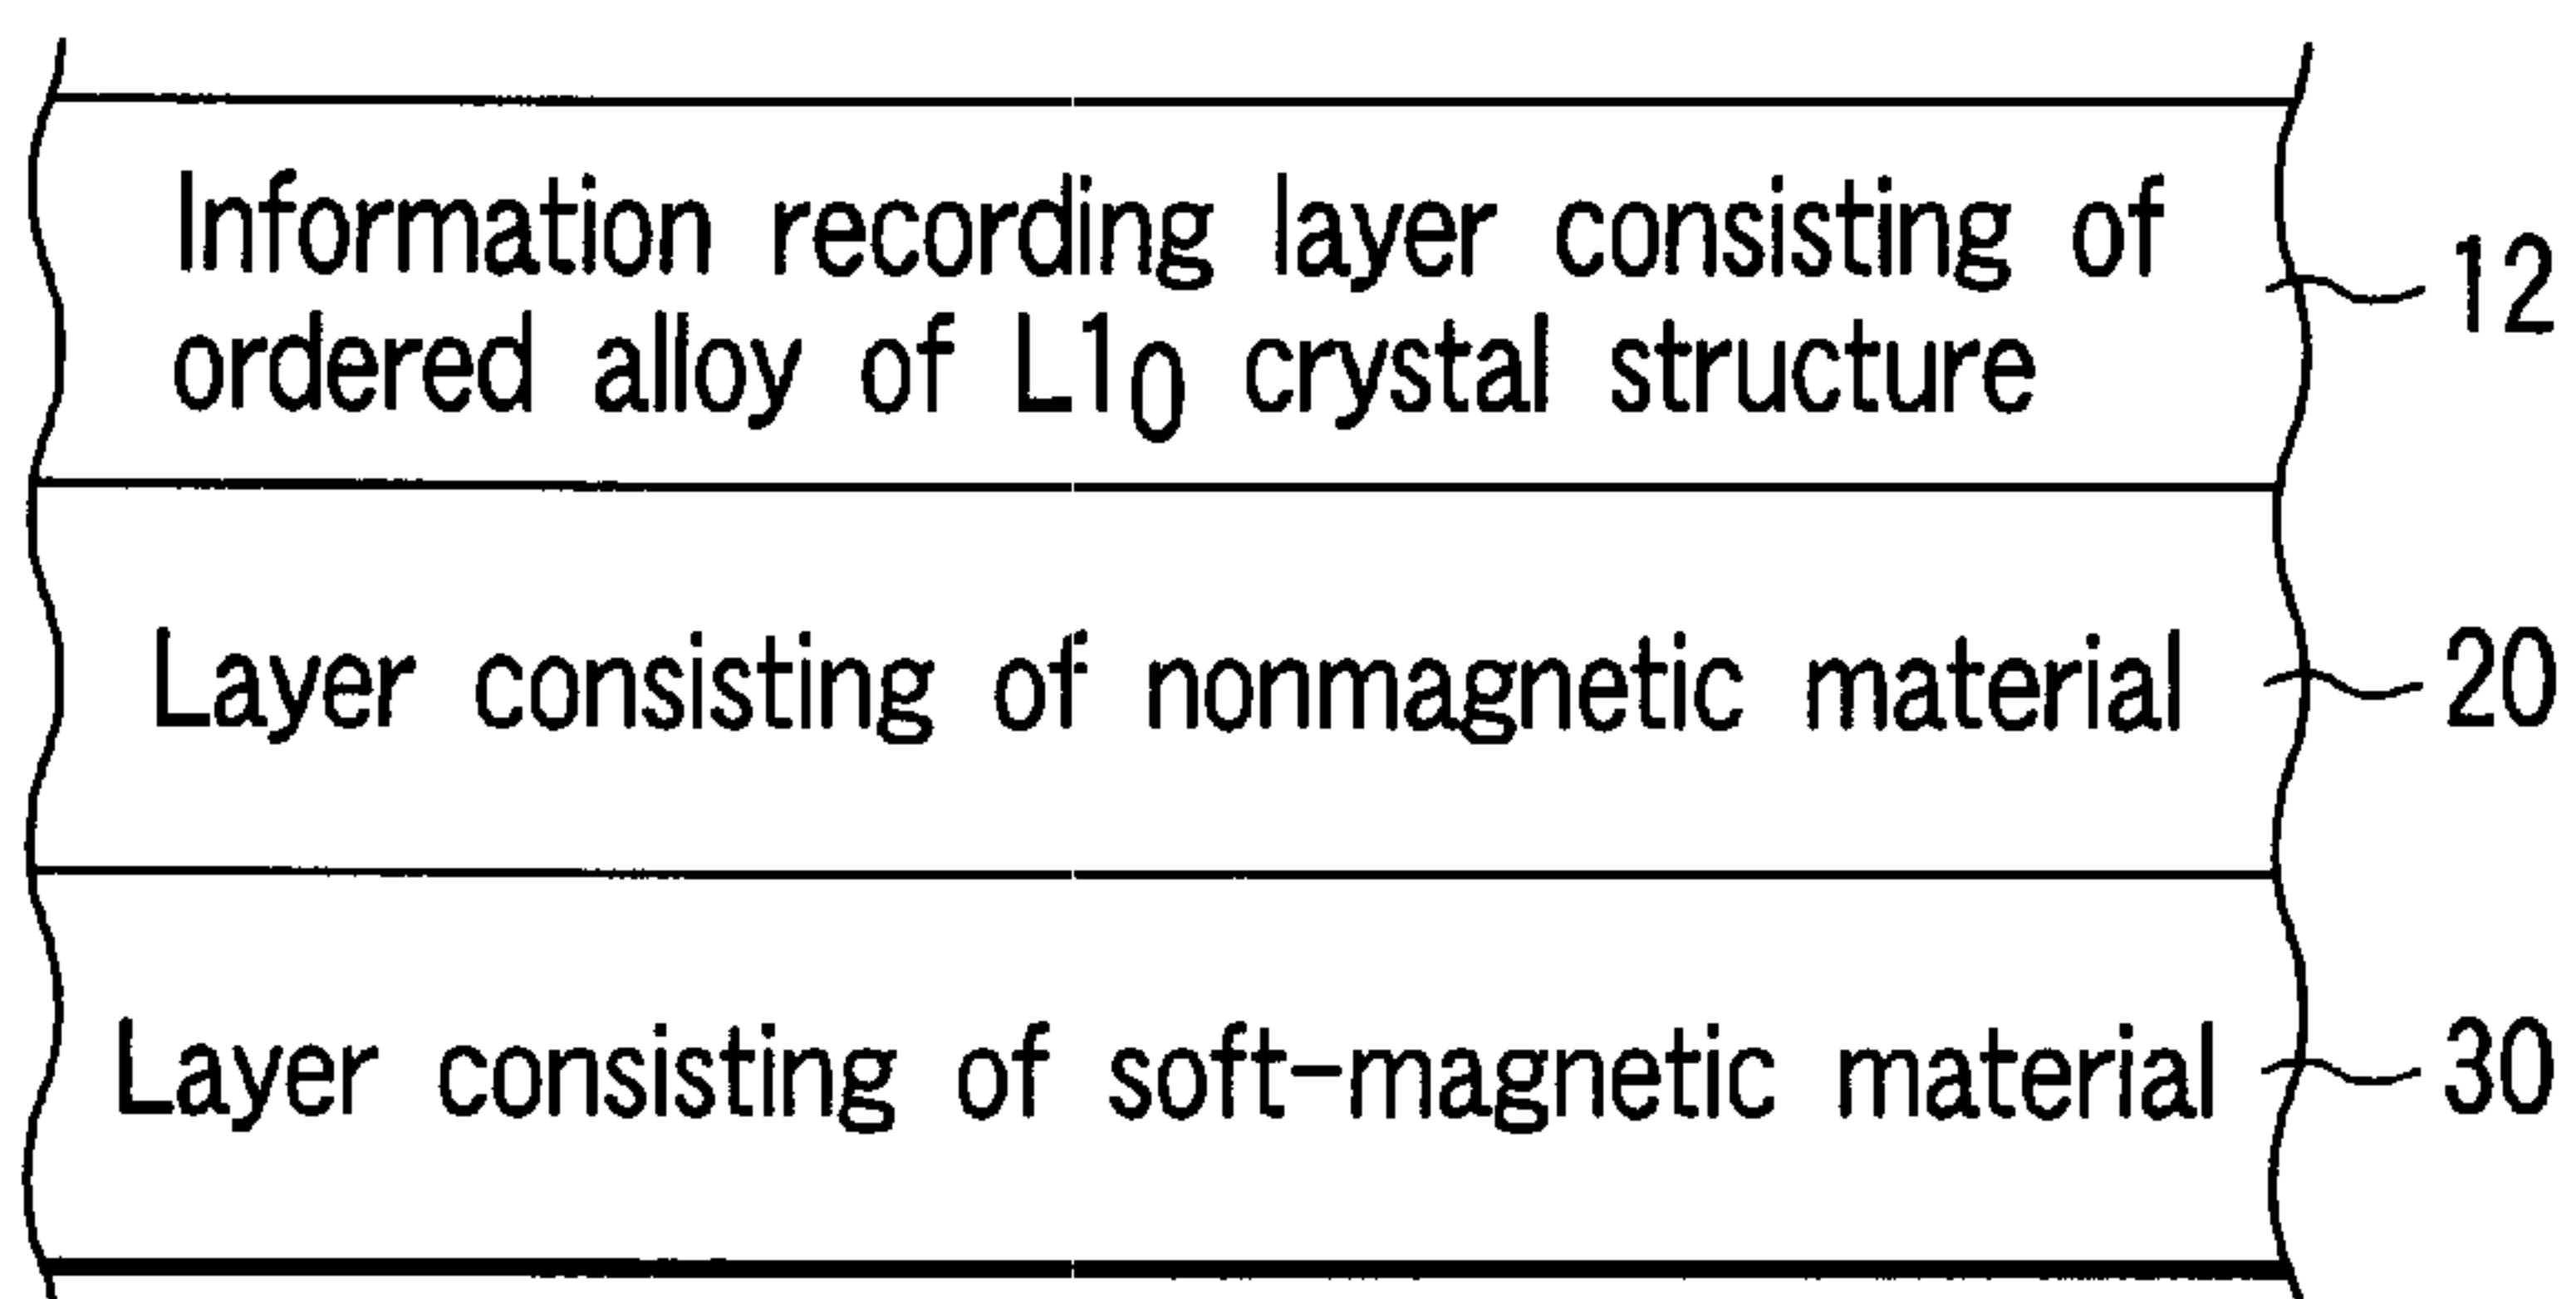 Information recording layer consisting of
ordered alloy of L1₀ crystal structure
12
Layer consisting of nonmagnetic material
20
Layer consisting of soft-magnetic material
30